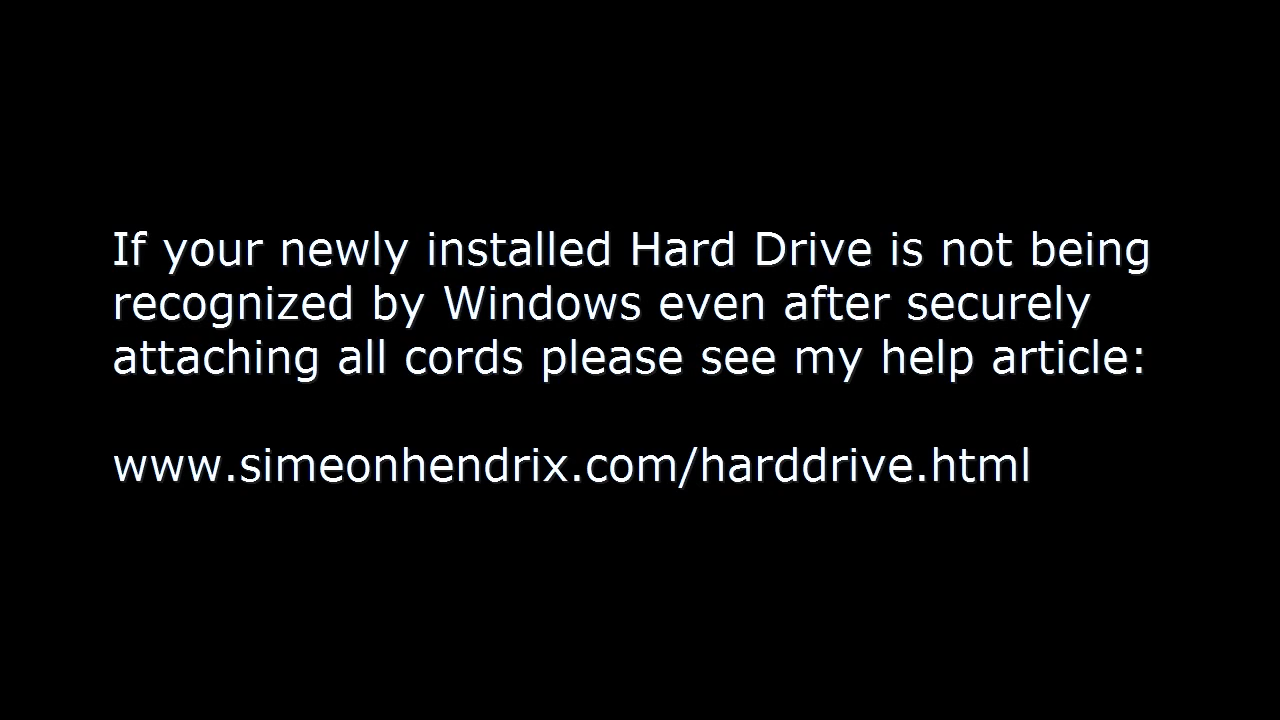 If your newly installed Hard Drive is not being
recognized by Windows even after securely
attaching all cords please see my help article:
www.simeonhendrix.com/harddrive.html